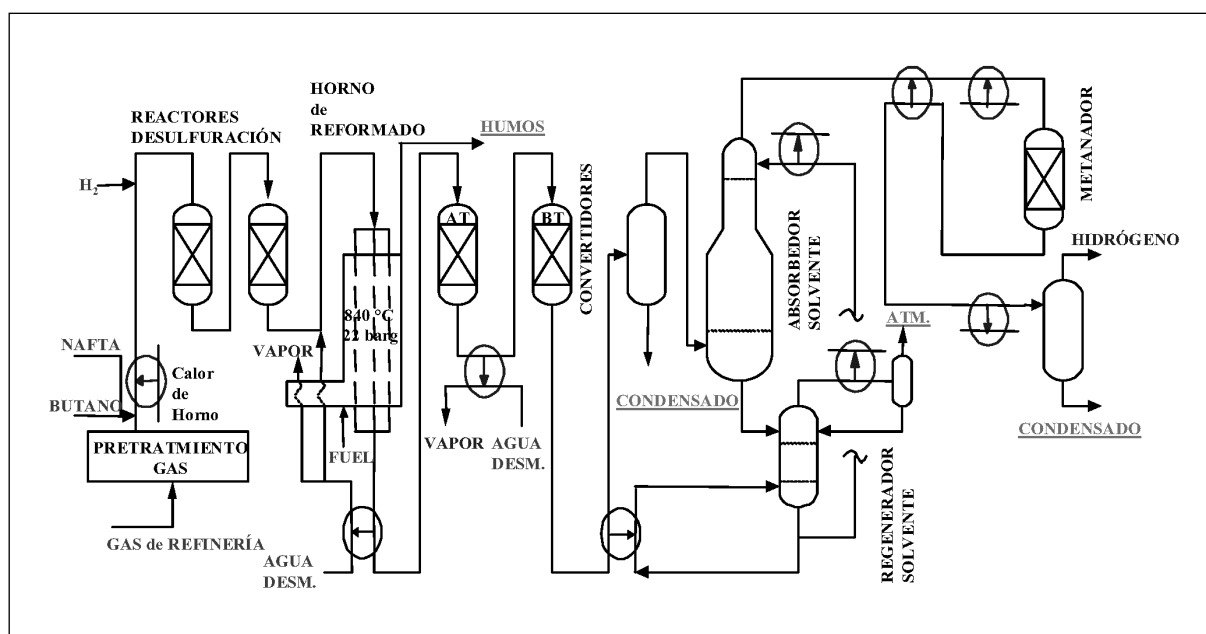 HORNO
de
REFORMADO
REACTORES
DESULFURACIÓN
HUMOS
H2
AT
BT
CONVERTIDORES
ABSORBEDOR
SOLVENTE
METANADOR
HIDRÓGENO
840 °C
22 barg
ATM.
NAFTA
VAPOR
Calor
de
Horno
BUTANO
CONDENSADO
CONDENSADO
VAPOR
AGUA
DESM.
PRETRATMIENTO
GAS
FUEL
REGENERADOR
SOLVENTE
GAS de REFINERÍA
AGUA
DESM.